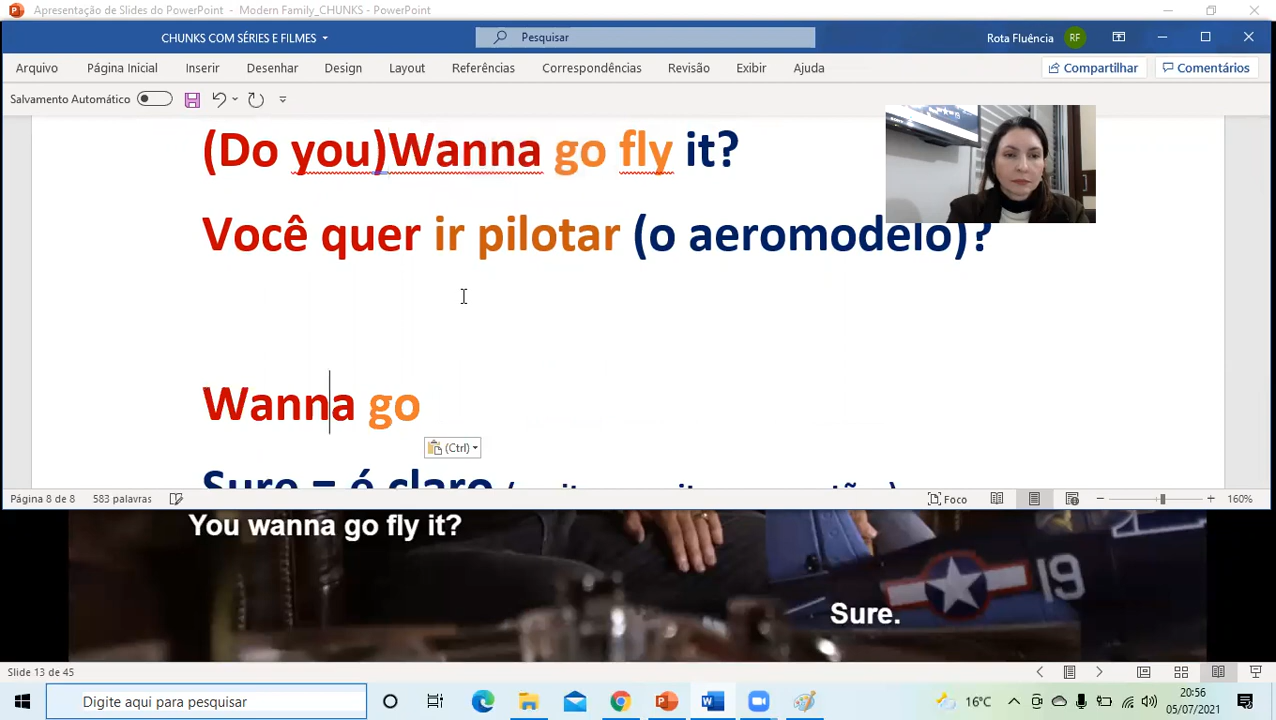 Apresentação de Slides do PowerPoint - Modern Family_CHUNKS - PowerPoint
CHUNKS COM SÉRIES E FILMES
Pesquisar
Rota Fluência RF
Arquivo Página Inicial Inserir Desenhar Design Layout Referências Correspondências Revisão Exibir Ajuda Compartilhar Comentários
Salvamento Automático
(Do you)Wanna go fly it?
Você quer ir pilotar (o aeromodelo)?
Wanna go
(Ctrl)
Sure = é claro
Página 8 de 8 583 palavras Foco 160%
You wanna go fly it?
19
Sure.
Slide 13 de 45
Digite aqui para pesquisar
16°C
20:56
05/07/2021